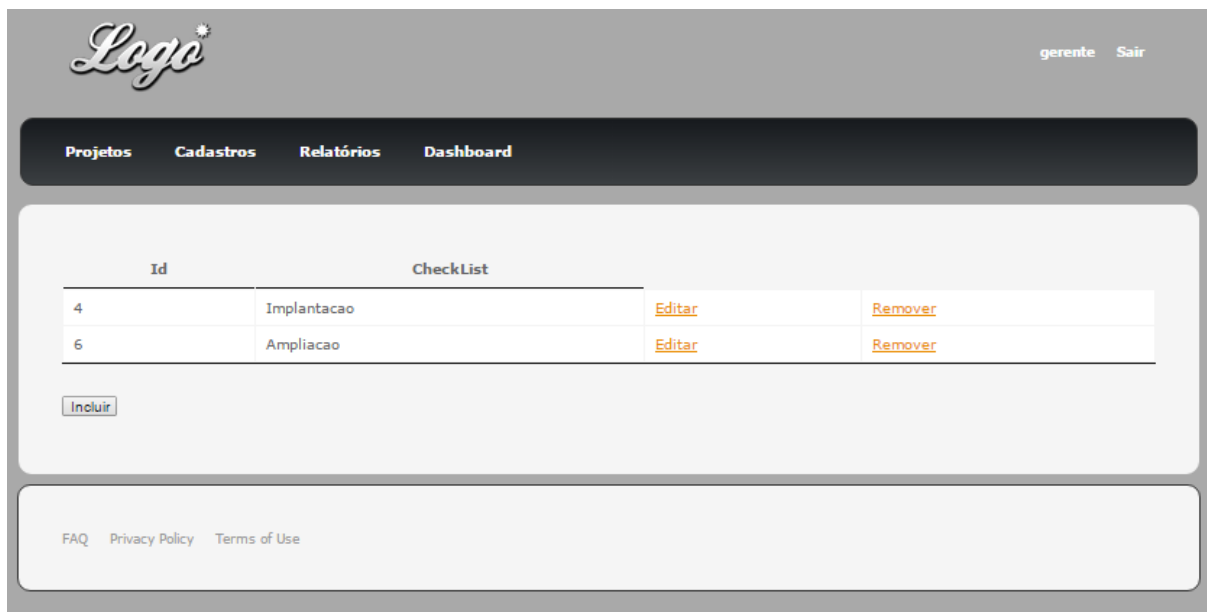 Logo
gerente Sair
Projetos Cadastros Relatórios Dashboard
Id CheckList
4 Implantacao Editar Remover
6 Ampliacao Editar Remover
Incluir
FAQ Privacy Policy Terms of Use